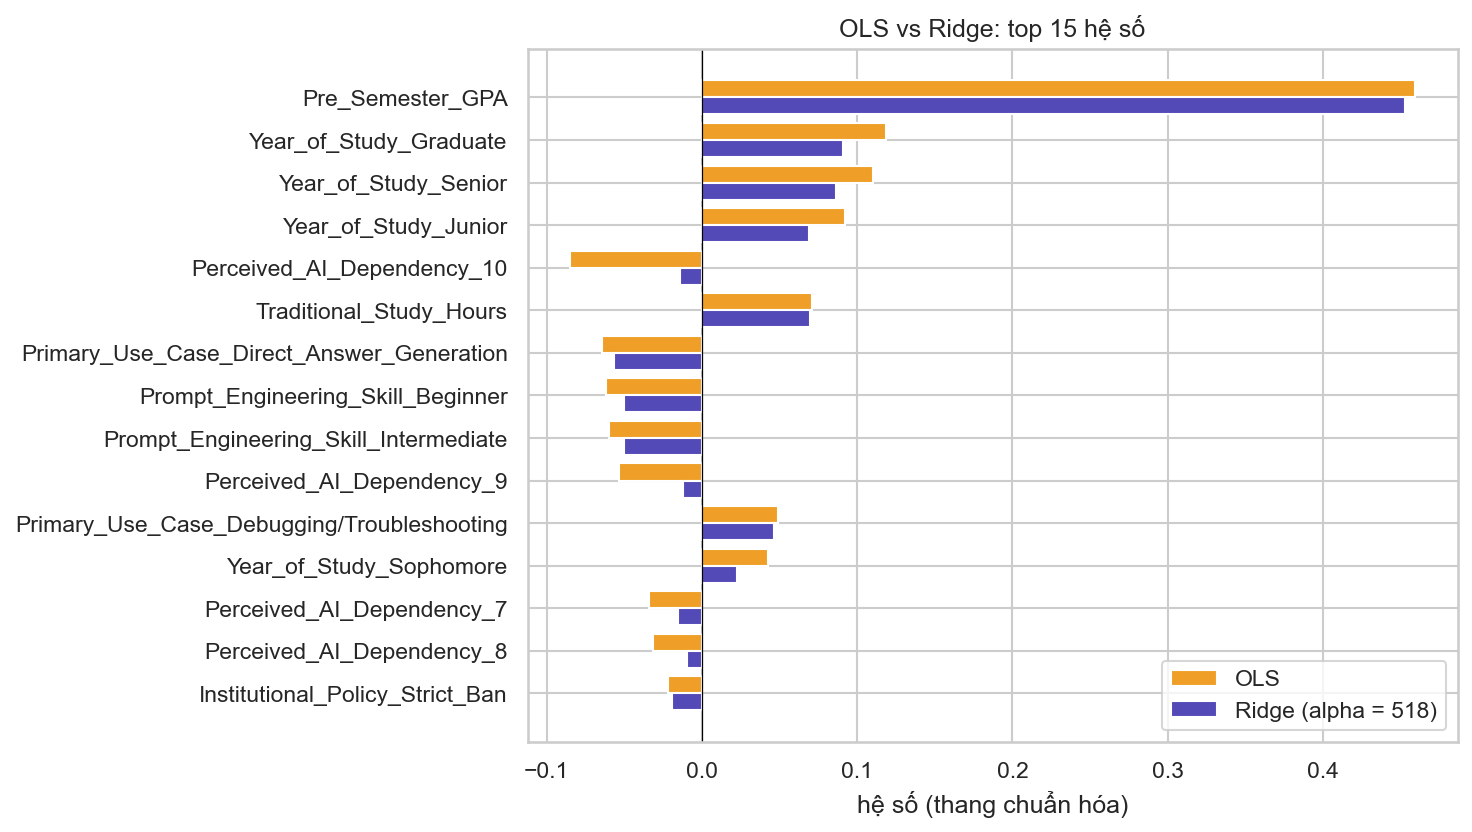 OLS vs Ridge: top 15 hệ số
Pre_Semester_GPA
Year_of_Study_Graduate
Year_of_Study_Senior
Year_of_Study_Junior
Perceived_AI_Dependency_10
Traditional_Study_Hours
Primary_Use_Case_Direct_Answer_Generation
Prompt_Engineering_Skill_Beginner
Prompt_Engineering_Skill_Intermediate
Perceived_AI_Dependency_9
Primary_Use_Case_Debugging/Troubleshooting
Year_of_Study_Sophomore
Perceived_AI_Dependency_7
Perceived_AI_Dependency_8
Institutional_Policy_Strict_Ban
OLS
Ridge (alpha = 518)
−0.1 0.0 0.1 0.2 0.3 0.4
hệ số (thang chuẩn hóa)